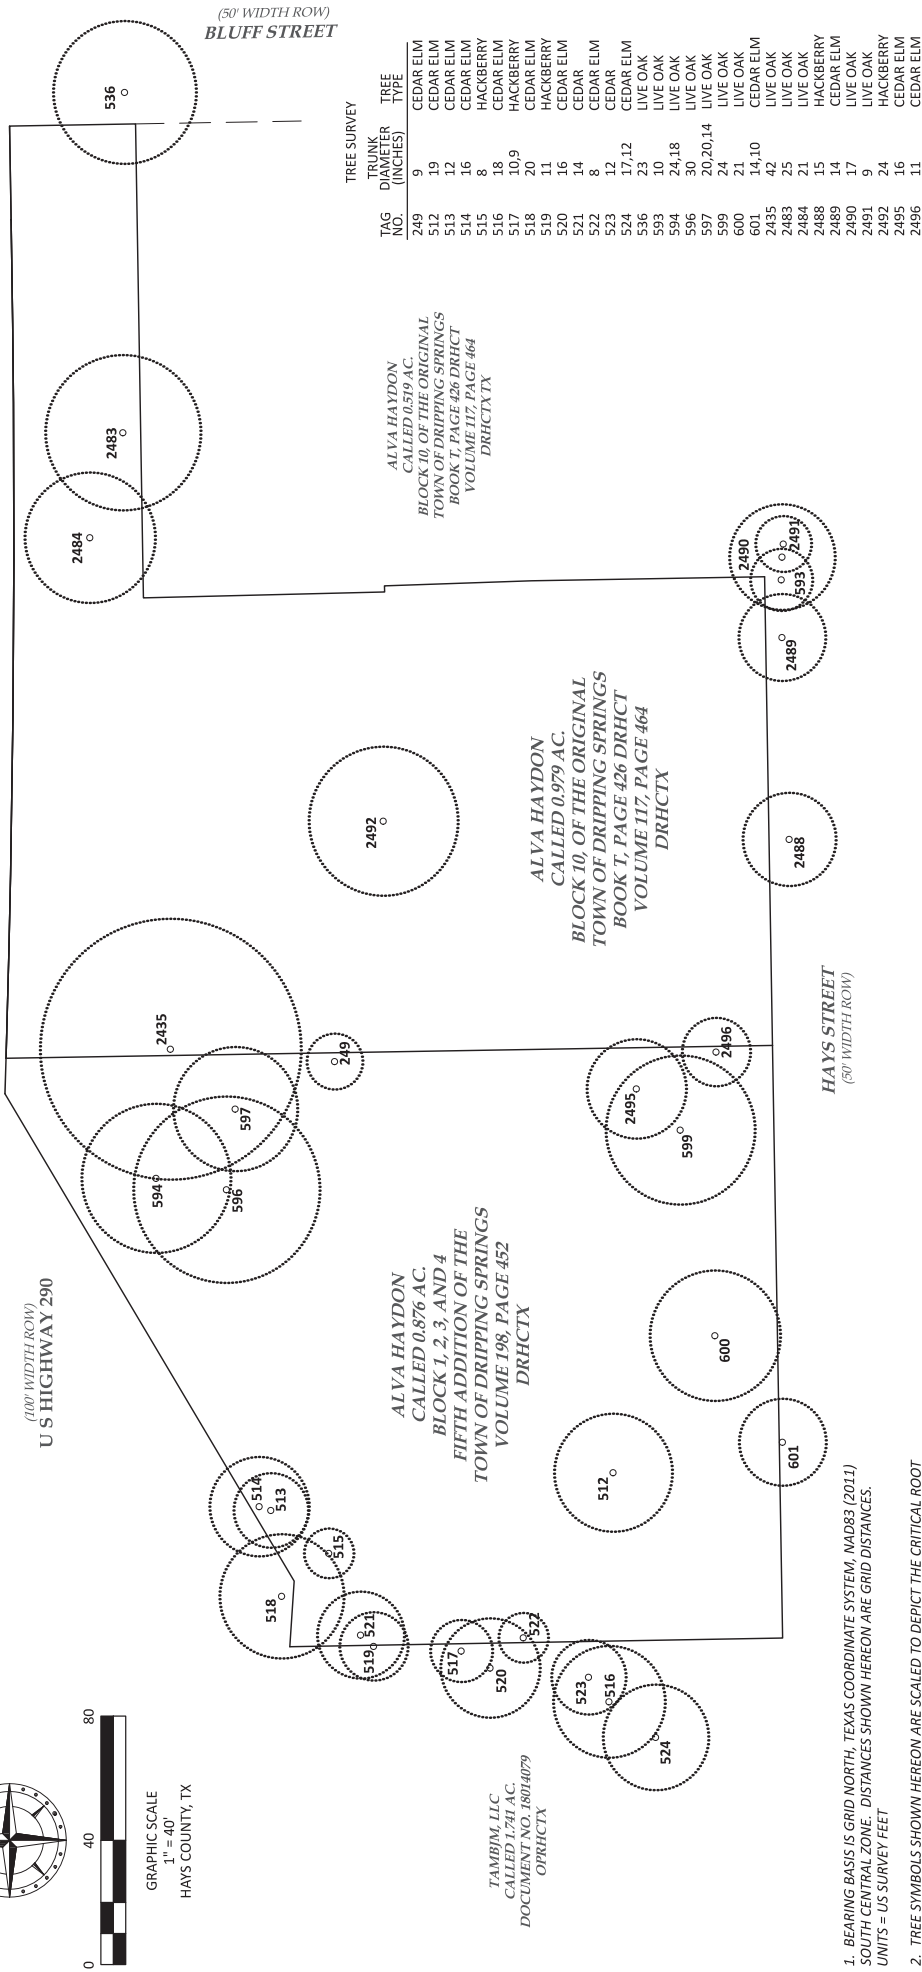 (50' WIDTH ROW)
BLUFF STREET
(100' WIDTH ROW)
U S HIGHWAY 290
TREE SURVEY
TAG NO. TRUNK DIAMETER (INCHES) TREE TYPE
249 9 CEDAR ELM
512 19 CEDAR ELM
513 12 CEDAR ELM
514 16 CEDAR ELM
515 8 HACKBERRY
516 18 CEDAR ELM
517 10,9 HACKBERRY
518 20 CEDAR ELM
519 11 HACKBERRY
520 16 CEDAR ELM
521 14 CEDAR
522 8 CEDAR ELM
523 12 CEDAR
524 17,12 CEDAR ELM
536 23 LIVE OAK
593 10 LIVE OAK
594 24,18 LIVE OAK
596 30 LIVE OAK
597 20,20,14 LIVE OAK
599 24 LIVE OAK
600 21 LIVE OAK
601 14,10 CEDAR ELM
2435 42 LIVE OAK
2483 25 LIVE OAK
2484 21 LIVE OAK
2488 15 HACKBERRY
2489 14 CEDAR ELM
2490 17 LIVE OAK
2491 9 LIVE OAK
2492 24 HACKBERRY
2495 16 CEDAR ELM
2496 11 CEDAR ELM
ALVA HAYDON
CALLED 0.519 AC.
BLOCK 10, OF THE ORIGINAL
TOWN OF DRIPPING SPRINGS
BOOK T, PAGE 426 DRHCT
VOLUME 117, PAGE 464
DRHCTX TX
ALVA HAYDON
CALLED 0.979 AC.
BLOCK 10, OF THE ORIGINAL
TOWN OF DRIPPING SPRINGS
BOOK T, PAGE 426 DRHCT
VOLUME 117, PAGE 464
DRHCTX
ALVA HAYDON
CALLED 0.876 AC.
BLOCK 1, 2, 3, AND 4
FIFTH ADDITION OF THE
TOWN OF DRIPPING SPRINGS
VOLUME 198, PAGE 452
DRHCTX
TAMBJM, LLC
CALLED 1.741 AC.
DOCUMENT NO. 18014079
OPRHCTX
HAYS STREET
(50' WIDTH ROW)
536
2483
2484
2490
2491
593
2489
2492
2488
2435
594
597
596
249
2495
2496
599
600
601
512
514
513
515
518
521
519
517
520
522
523
516
524
0 40 80
GRAPHIC SCALE
1" = 40'
HAYS COUNTY, TX
1. BEARING BASIS IS GRID NORTH, TEXAS COORDINATE SYSTEM, NAD83 (2011)
SOUTH CENTRAL ZONE. DISTANCES SHOWN HEREON ARE GRID DISTANCES.
UNITS = US SURVEY FEET
2. TREE SYMBOLS SHOWN HEREON ARE SCALED TO DEPICT THE CRITICAL ROOT